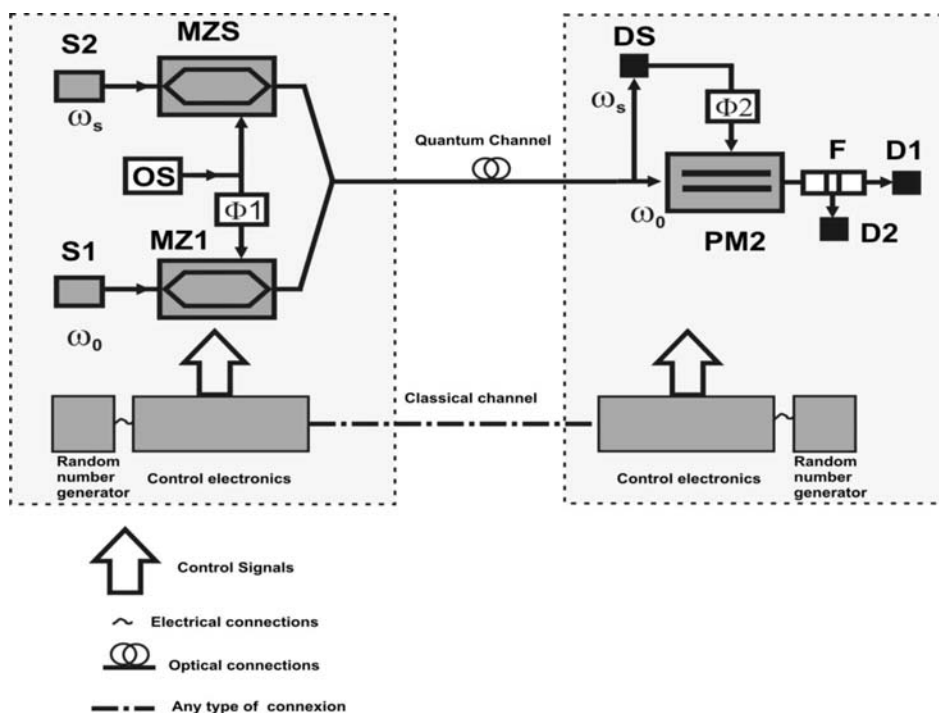 MZS
S2
ωs
OS
Φ1
MZ1
S1
ω0
Quantum Channel
DS
ωs
Φ2
F
D1
ω0
D2
PM2
Classical channel
Random
number
generator
Control electronics
Control electronics
Random
number
generator
Control Signals
Electrical connections
Optical connections
Any type of connexion